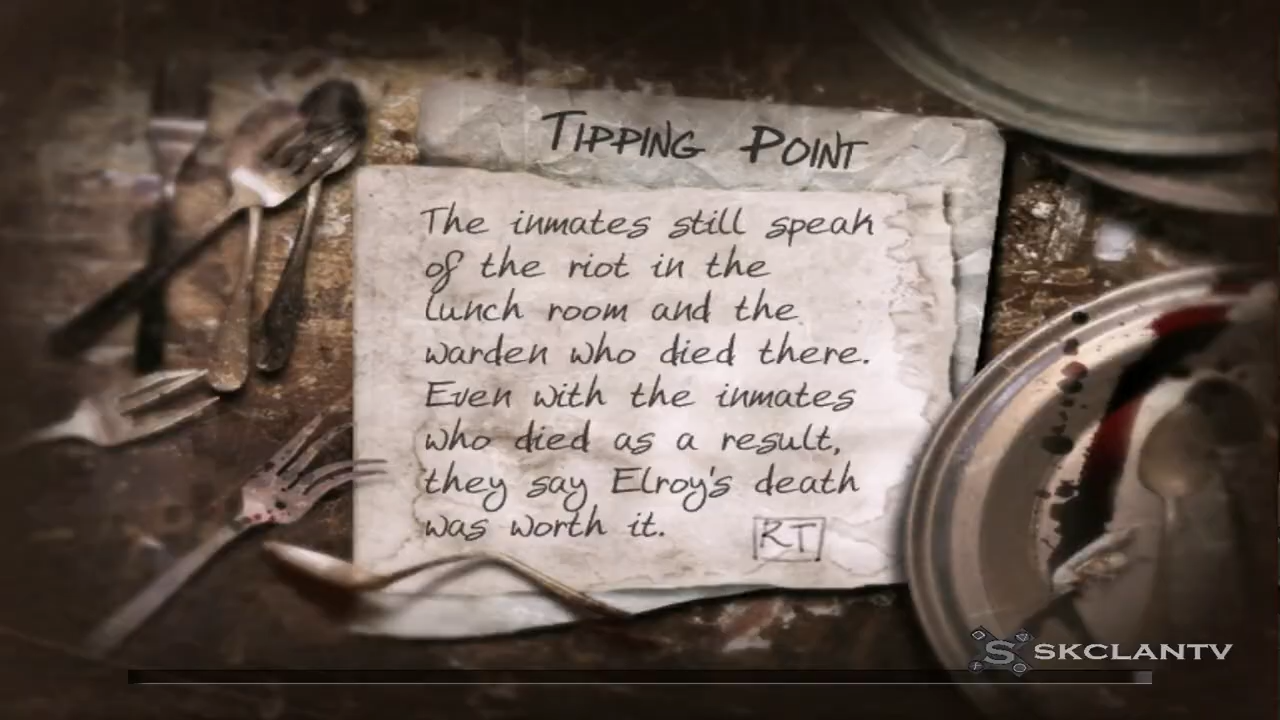 TIPPING POINT
The inmates still speak
of the riot in the
lunch room and the
warden who died there.
Even with the inmates
who died as a result,
they say Elroy's death
was worth it.
RT
SKCLANTV